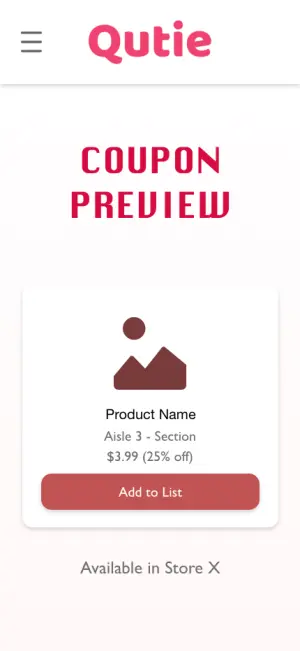 Qutie
COUPON
PREVIEW
Product Name
Aisle 3 - Section
$3.99 (25% off)
Add to List
Available in Store X